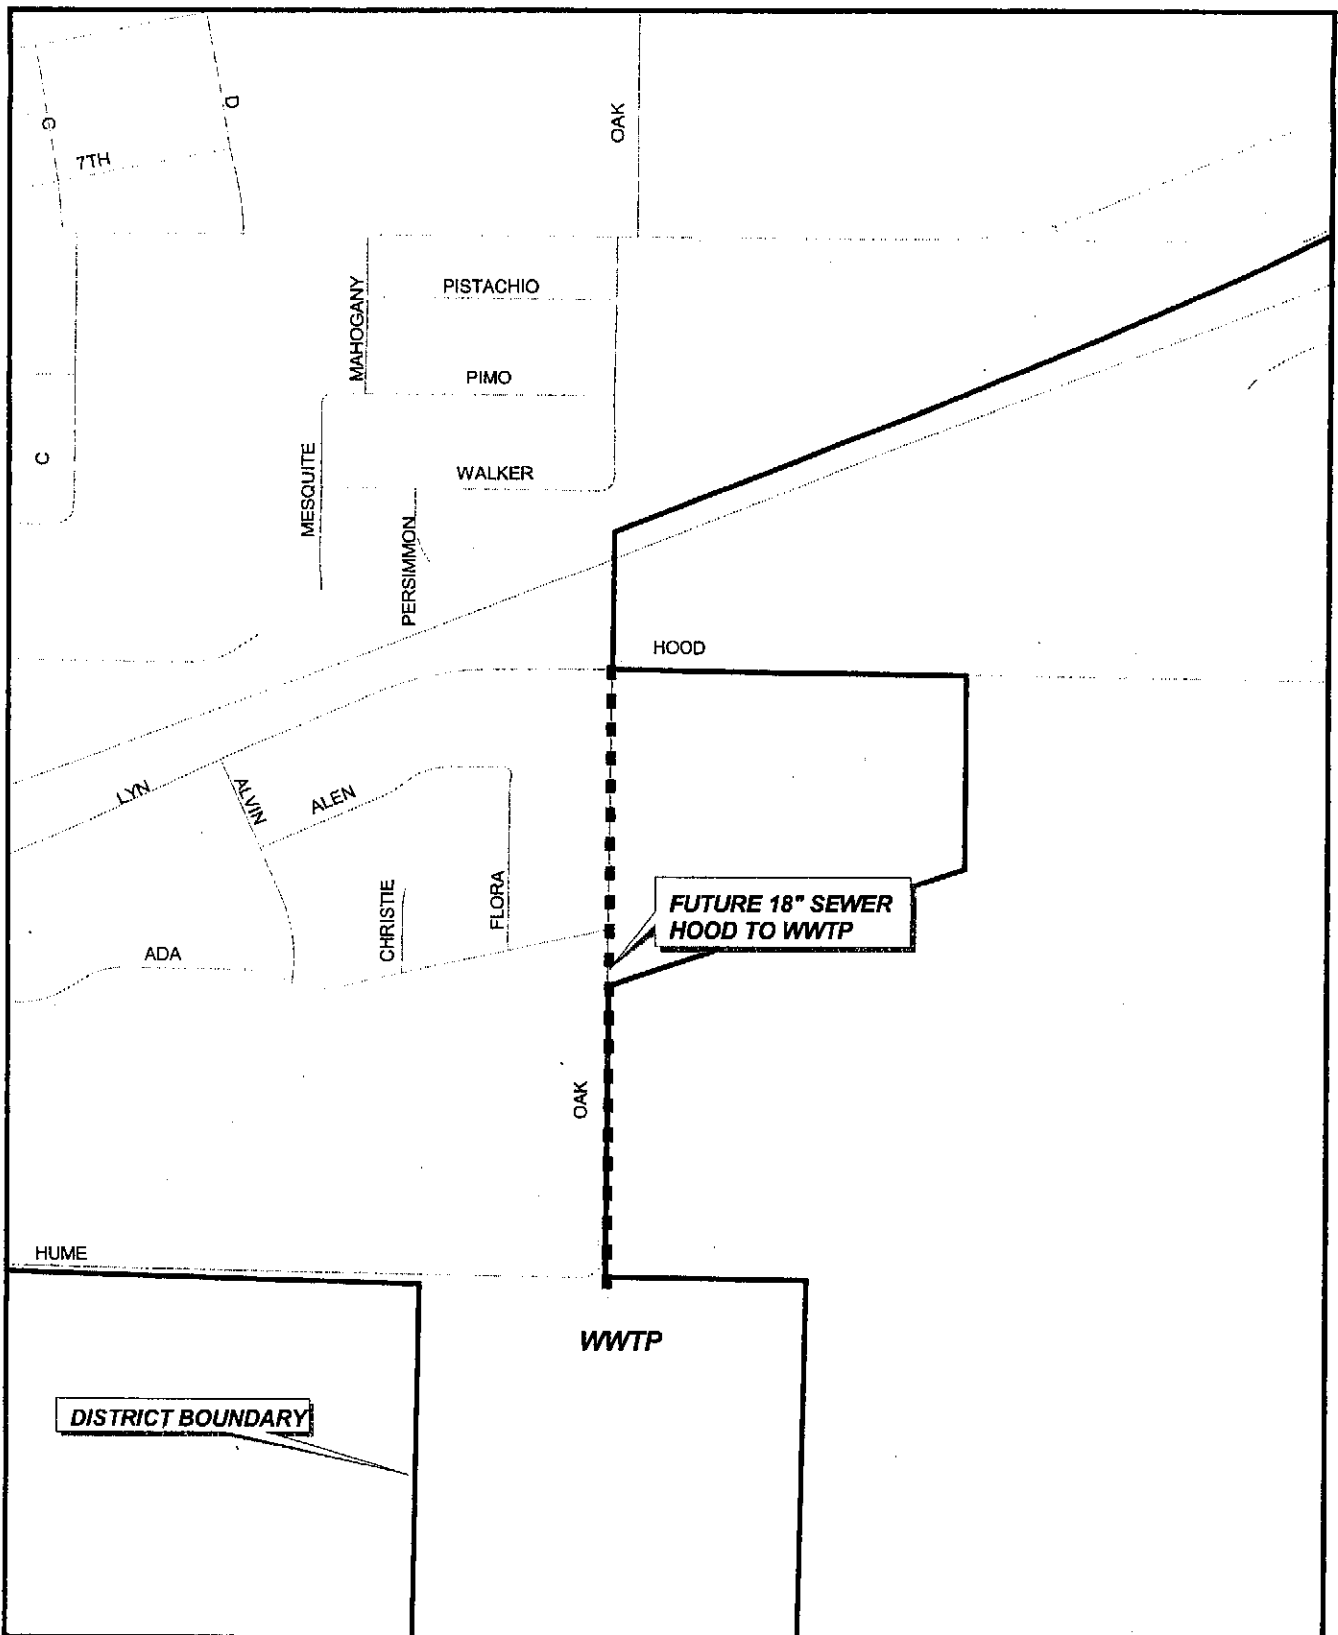 D
G
7TH
OAK
PISTACHIO
MAHOGANY
PIMO
C
MESQUITE
WALKER
PERSIMMON
HOOD
LYN
ALVIN
ALEN
FUTURE 18" SEWER
HOOD TO WWTP
CHRISTIE
FLORA
ADA
OAK
HUME
WWTP
DISTRICT BOUNDARY